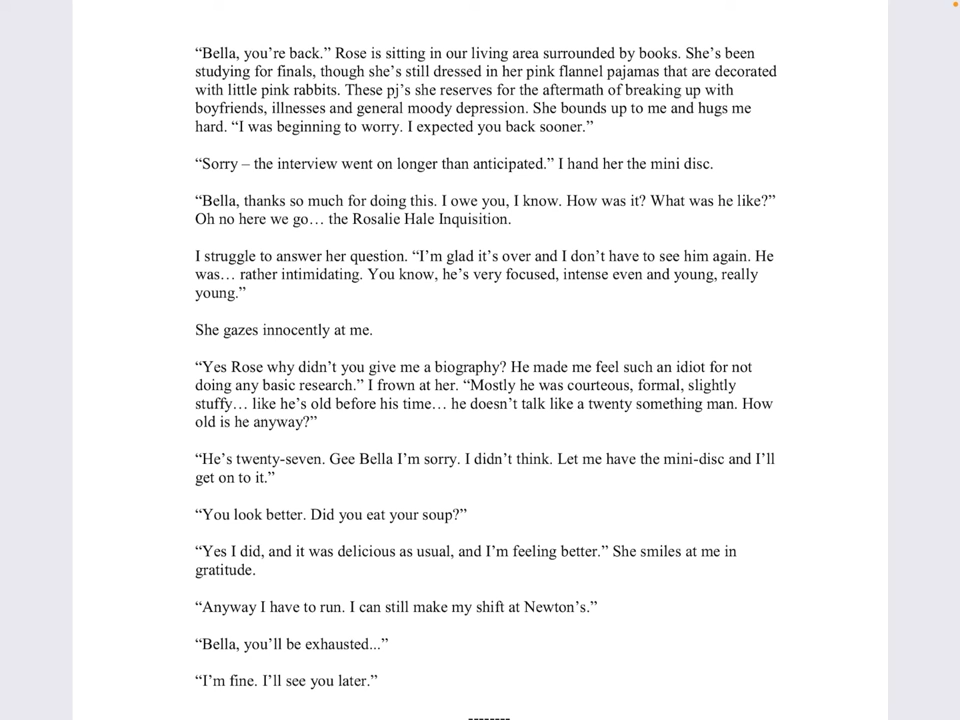 “Bella, you’re back.” Rose is sitting in our living area surrounded by books. She’s been
studying for finals, though she’s still dressed in her pink flannel pajamas that are decorated
with little pink rabbits. These pj’s she reserves for the aftermath of breaking up with
boyfriends, illnesses and general moody depression. She bounds up to me and hugs me
hard. “I was beginning to worry. I expected you back sooner.”
“Sorry – the interview went on longer than anticipated.” I hand her the mini disc.
“Bella, thanks so much for doing this. I owe you, I know. How was it? What was he like?”
Oh no here we go… the Rosalie Hale Inquisition.
I struggle to answer her question. “I’m glad it’s over and I don’t have to see him again. He
was… rather intimidating. You know, he’s very focused, intense even and young, really
young.”
She gazes innocently at me.
“Yes Rose why didn’t you give me a biography? He made me feel such an idiot for not
doing any basic research.” I frown at her. “Mostly he was courteous, formal, slightly
stuffy… like he’s old before his time… he doesn’t talk like a twenty something man. How
old is he anyway?”
“He’s twenty-seven. Gee Bella I’m sorry. I didn’t think. Let me have the mini-disc and I’ll
get on to it.”
“You look better. Did you eat your soup?”
“Yes I did, and it was delicious as usual, and I’m feeling better.” She smiles at me in
gratitude.
“Anyway I have to run. I can still make my shift at Newton’s.”
“Bella, you’ll be exhausted...”
“I’m fine. I’ll see you later.”
--------